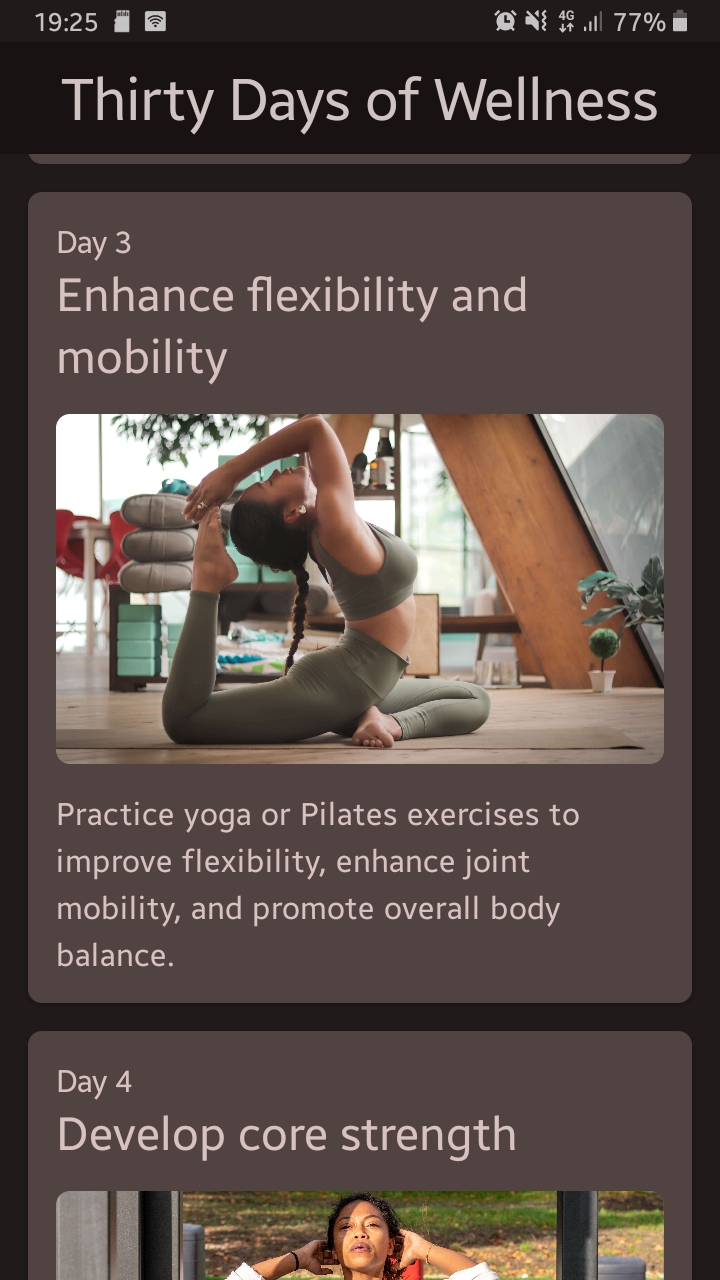 19:25 4G 77%
Thirty Days of Wellness
Day 3
Enhance flexibility and
mobility
Practice yoga or Pilates exercises to
improve flexibility, enhance joint
mobility, and promote overall body
balance.
Day 4
Develop core strength